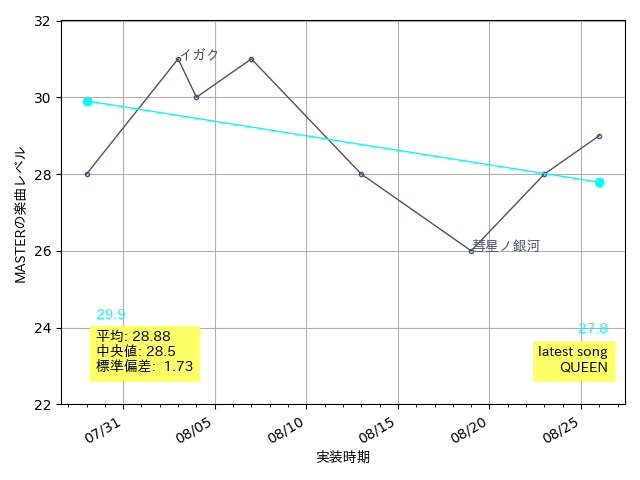 32
30
28
26
24
22
MASTERの楽曲レベル
イガク
彗星ノ銀河
29.9
平均: 28.88
中央値: 28.5
標準偏差: 1.73
27.8
latest song
QUEEN
07/31
08/05
08/10
08/15
08/20
08/25
実装時期